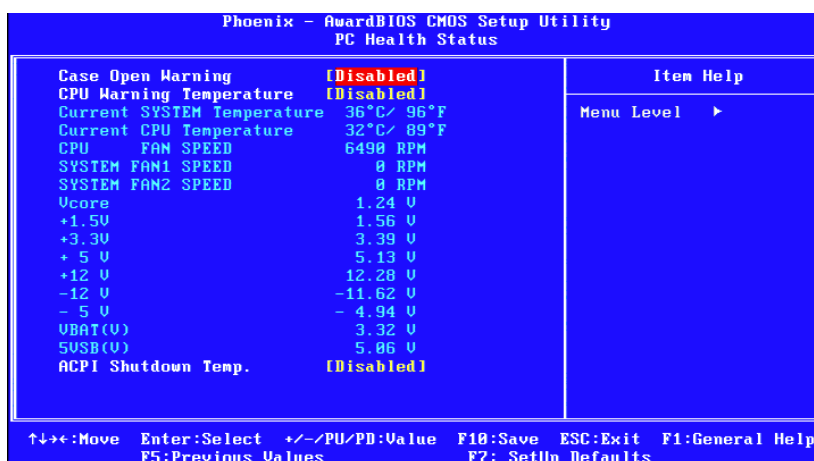 Phoenix - AwardBIOS CMOS Setup Utility
PC Health Status
Case Open Warning [Disabled]
CPU Warning Temperature [Disabled]
Current SYSTEM Temperature 36°C/ 96°F
Current CPU Temperature 32°C/ 89°F
CPU FAN SPEED 6490 RPM
SYSTEM FAN1 SPEED 0 RPM
SYSTEM FAN2 SPEED 0 RPM
Vcore 1.24 V
+1.5V 1.56 V
+3.3V 3.39 V
+ 5 V 5.13 V
+12 V 12.28 V
-12 V -11.62 V
- 5 V - 4.94 V
VBAT(V) 3.32 V
5VSB(V) 5.06 V
ACPI Shutdown Temp. [Disabled]
Item Help
Menu Level ►
↑↓→←:Move Enter:Select +/-/PU/PD:Value F10:Save ESC:Exit F1:General Help
F5:Previous Values F7: SetUp Defaults